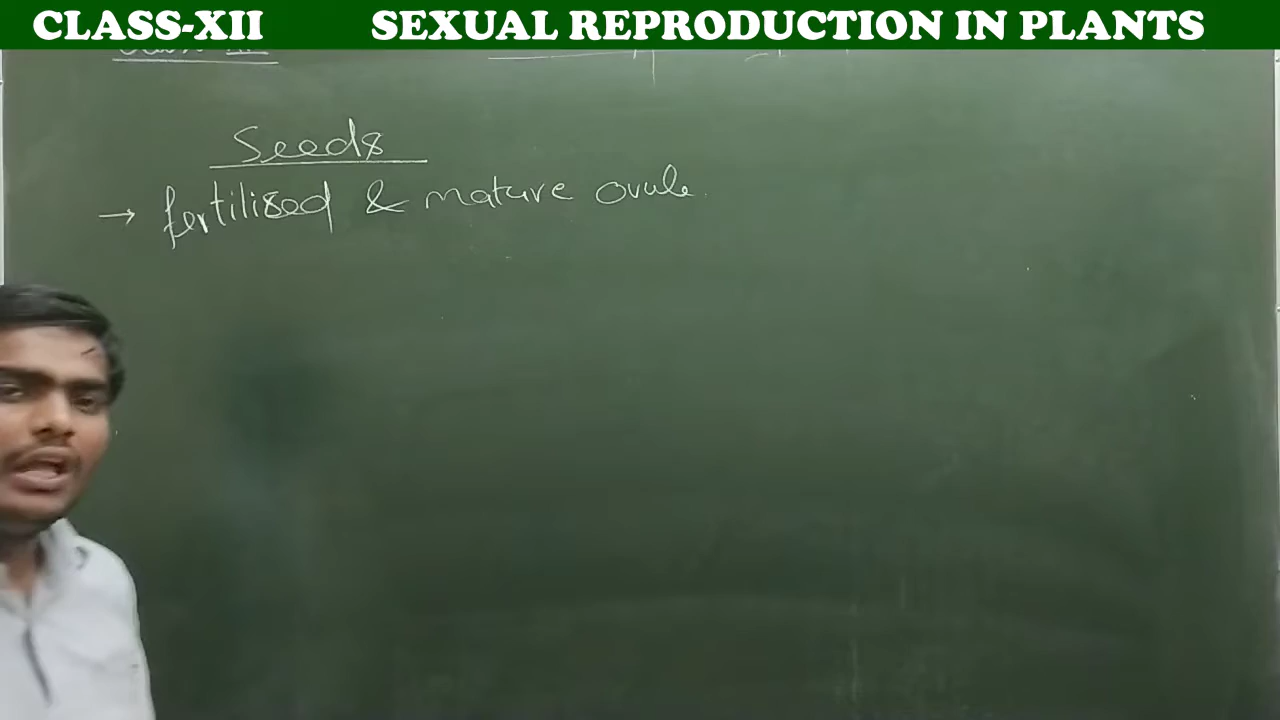 CLASS-XII SEXUAL REPRODUCTION IN PLANTS
Seeds
→ fertilised & mature ovule.